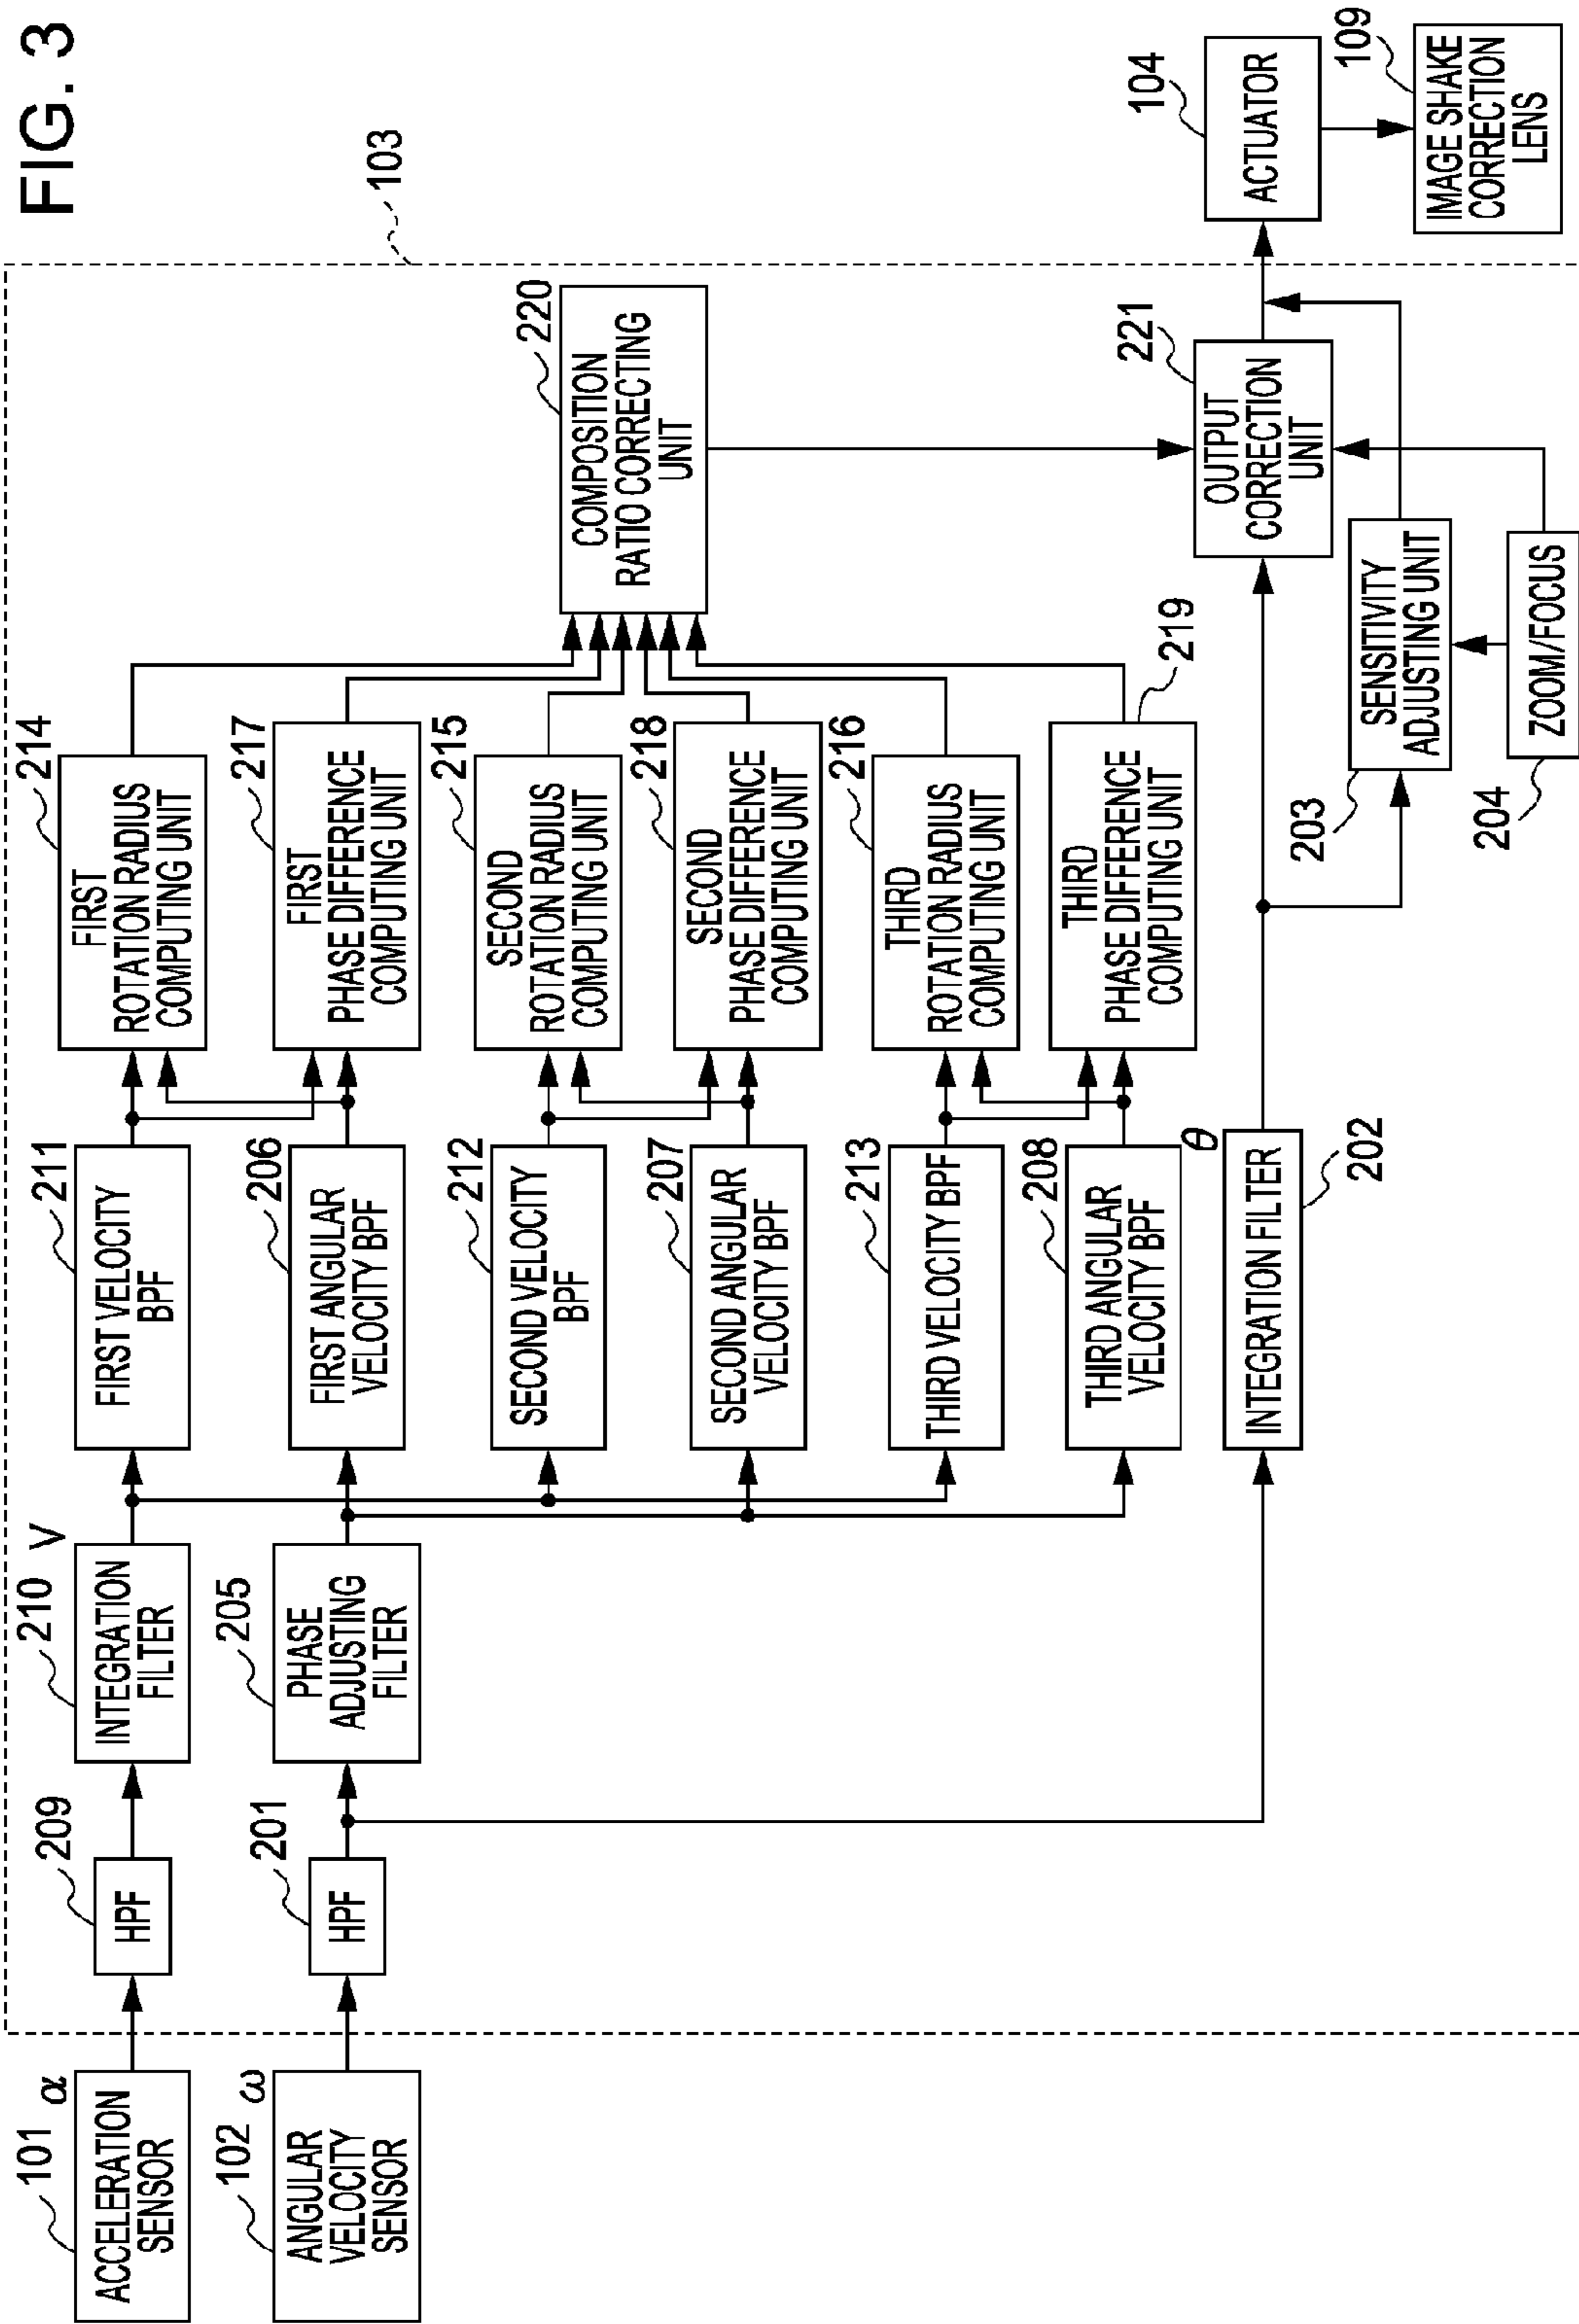 FIG. 3
103
101
α
ACCELERATION
SENSOR
209
HPF
210
V
INTEGRATION
FILTER
211
FIRST VELOCITY
BPF
214
FIRST
ROTATION RADIUS
COMPUTING UNIT
102
ω
ANGULAR
VELOCITY
SENSOR
201
HPF
205
PHASE
ADJUSTING
FILTER
206
FIRST ANGULAR
VELOCITY BPF
217
FIRST
PHASE DIFFERENCE
COMPUTING UNIT
212
SECOND VELOCITY
BPF
215
SECOND
ROTATION RADIUS
COMPUTING UNIT
207
SECOND ANGULAR
VELOCITY BPF
218
SECOND
PHASE DIFFERENCE
COMPUTING UNIT
213
THIRD VELOCITY BPF
216
THIRD
ROTATION RADIUS
COMPUTING UNIT
208
THIRD ANGULAR
VELOCITY BPF
219
THIRD
PHASE DIFFERENCE
COMPUTING UNIT
220
COMPOSITION
RATIO CORRECTING
UNIT
θ
INTEGRATION FILTER
202
221
OUTPUT
CORRECTION
UNIT
203
SENSITIVITY
ADJUSTING UNIT
204
ZOOM/FOCUS
104
ACTUATOR
109
IMAGE SHAKE
CORRECTION
LENS